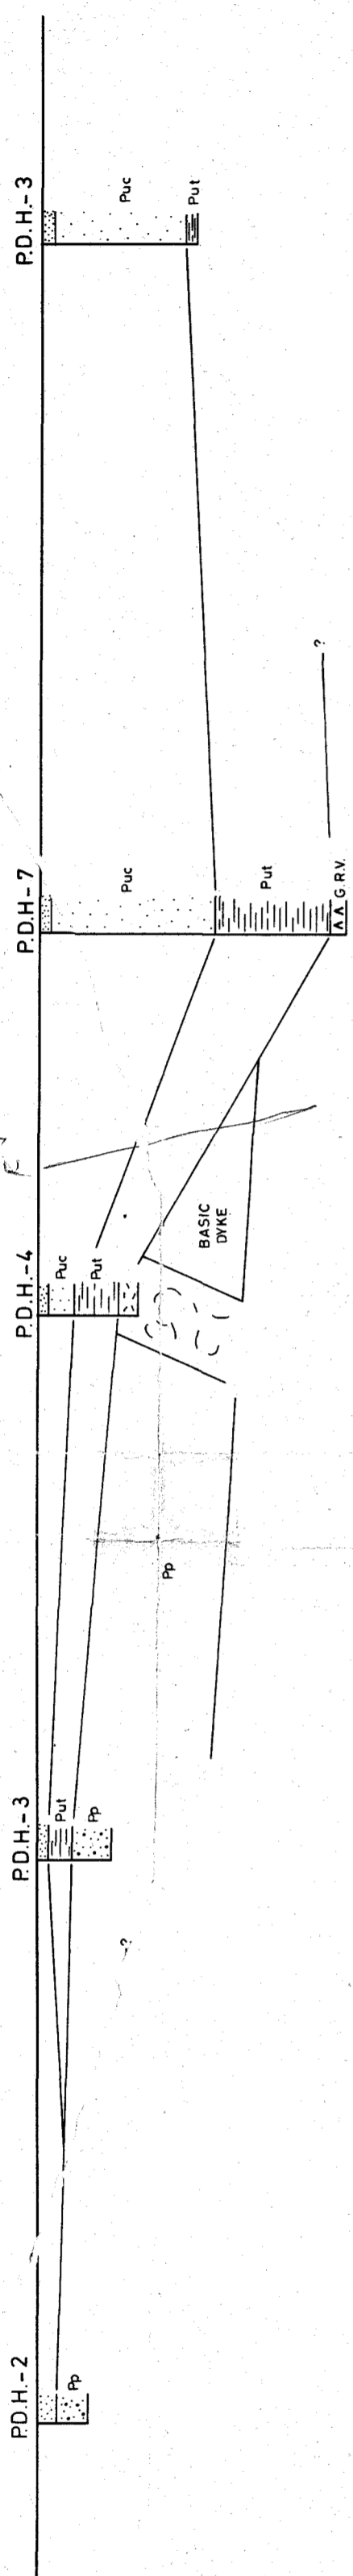 P.D.H.-2
Pp
P.D.H.-3
Put
Pp
?
Pp
P.D.H.-4
Puc
Put
BASIC
DYKE
P.D.H-7
Puc
Put
G.R.V.
?
P.D.H.-3
Puc
Put